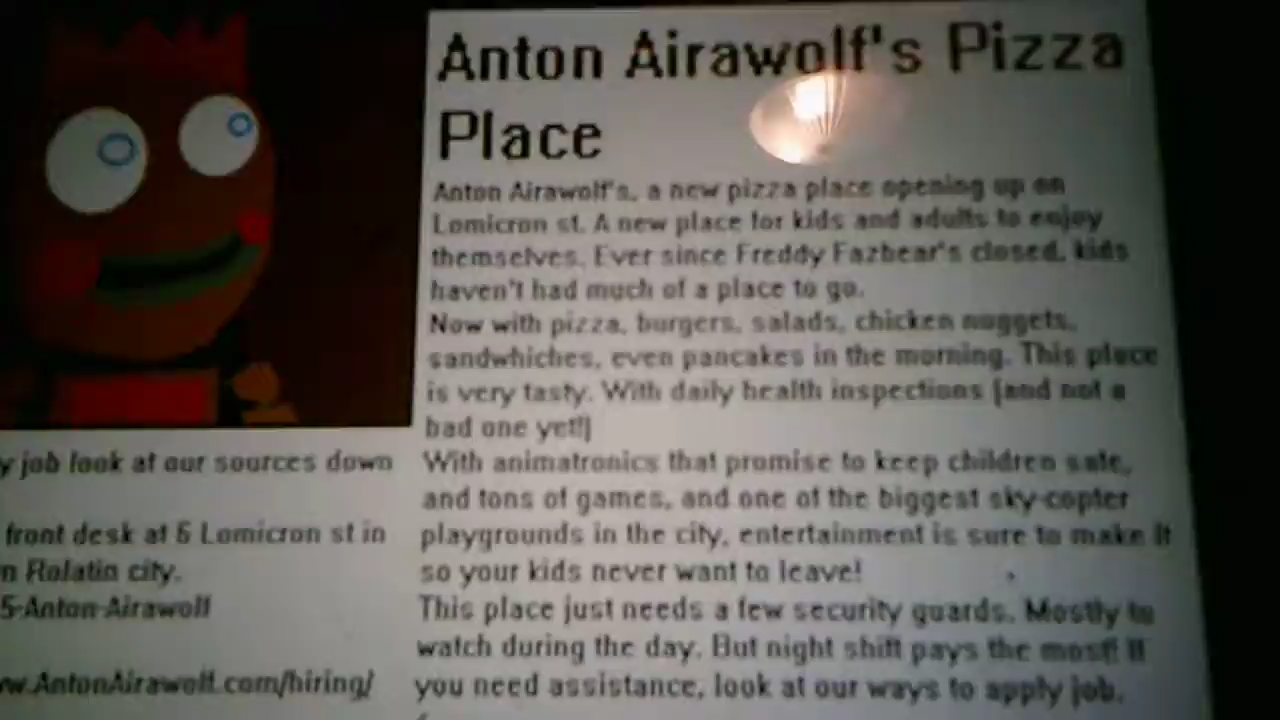 Anton Airawolf's Pizza
Place
Anton Airawolf's, a new pizza place opening up on
Lomicron st. A new place for kids and adults to enjoy
themselves. Ever since Freddy Fazbear's closed, kids
haven't had much of a place to go.
Now with pizza, burgers, salads, chicken nuggets,
sandwhiches, even pancakes in the morning. This place
is very tasty. With daily health inspections (and not a
bad one yet!)
With animatronics that promise to keep children safe,
and tons of games, and one of the biggest sky-copter
playgrounds in the city, entertainment is sure to make it
so your kids never want to leave!
This place just needs a few security guards. Mostly to
watch during the day. But night shift pays the most! If
you need assistance, look at our ways to apply job.
y job look at our sources down
front desk at 5 Lomicron st in
n Rolatin city.
5-Anton-Airawolf
w.AntonAirawolf.com/hiring/